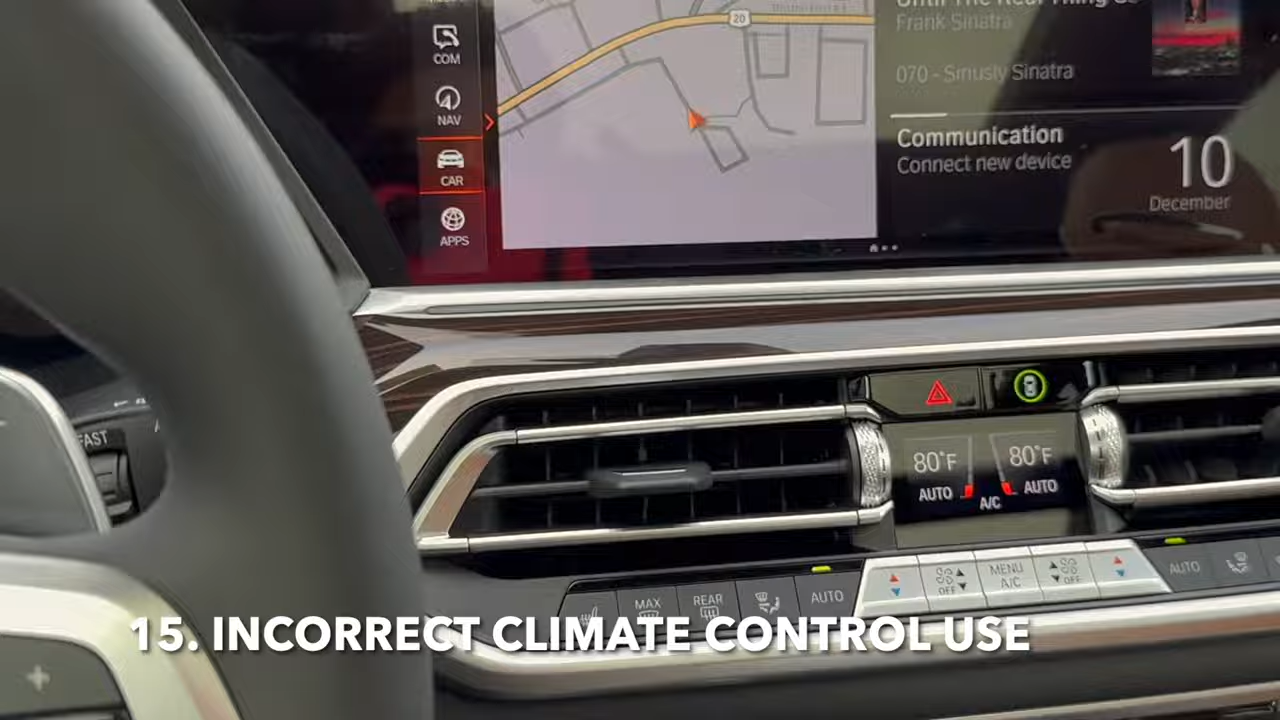 20
Frank Sinatra
070 - Sinusly Sinatra
COM
NAV
Communication
Connect new device
10
December
CAR
APPS
FAST
80°F
80°F
AUTO
AUTO
A/C
MAX
REAR
AUTO
OFF
MENU
A/C
OFF
AUTO
15. INCORRECT CLIMATE CONTROL USE